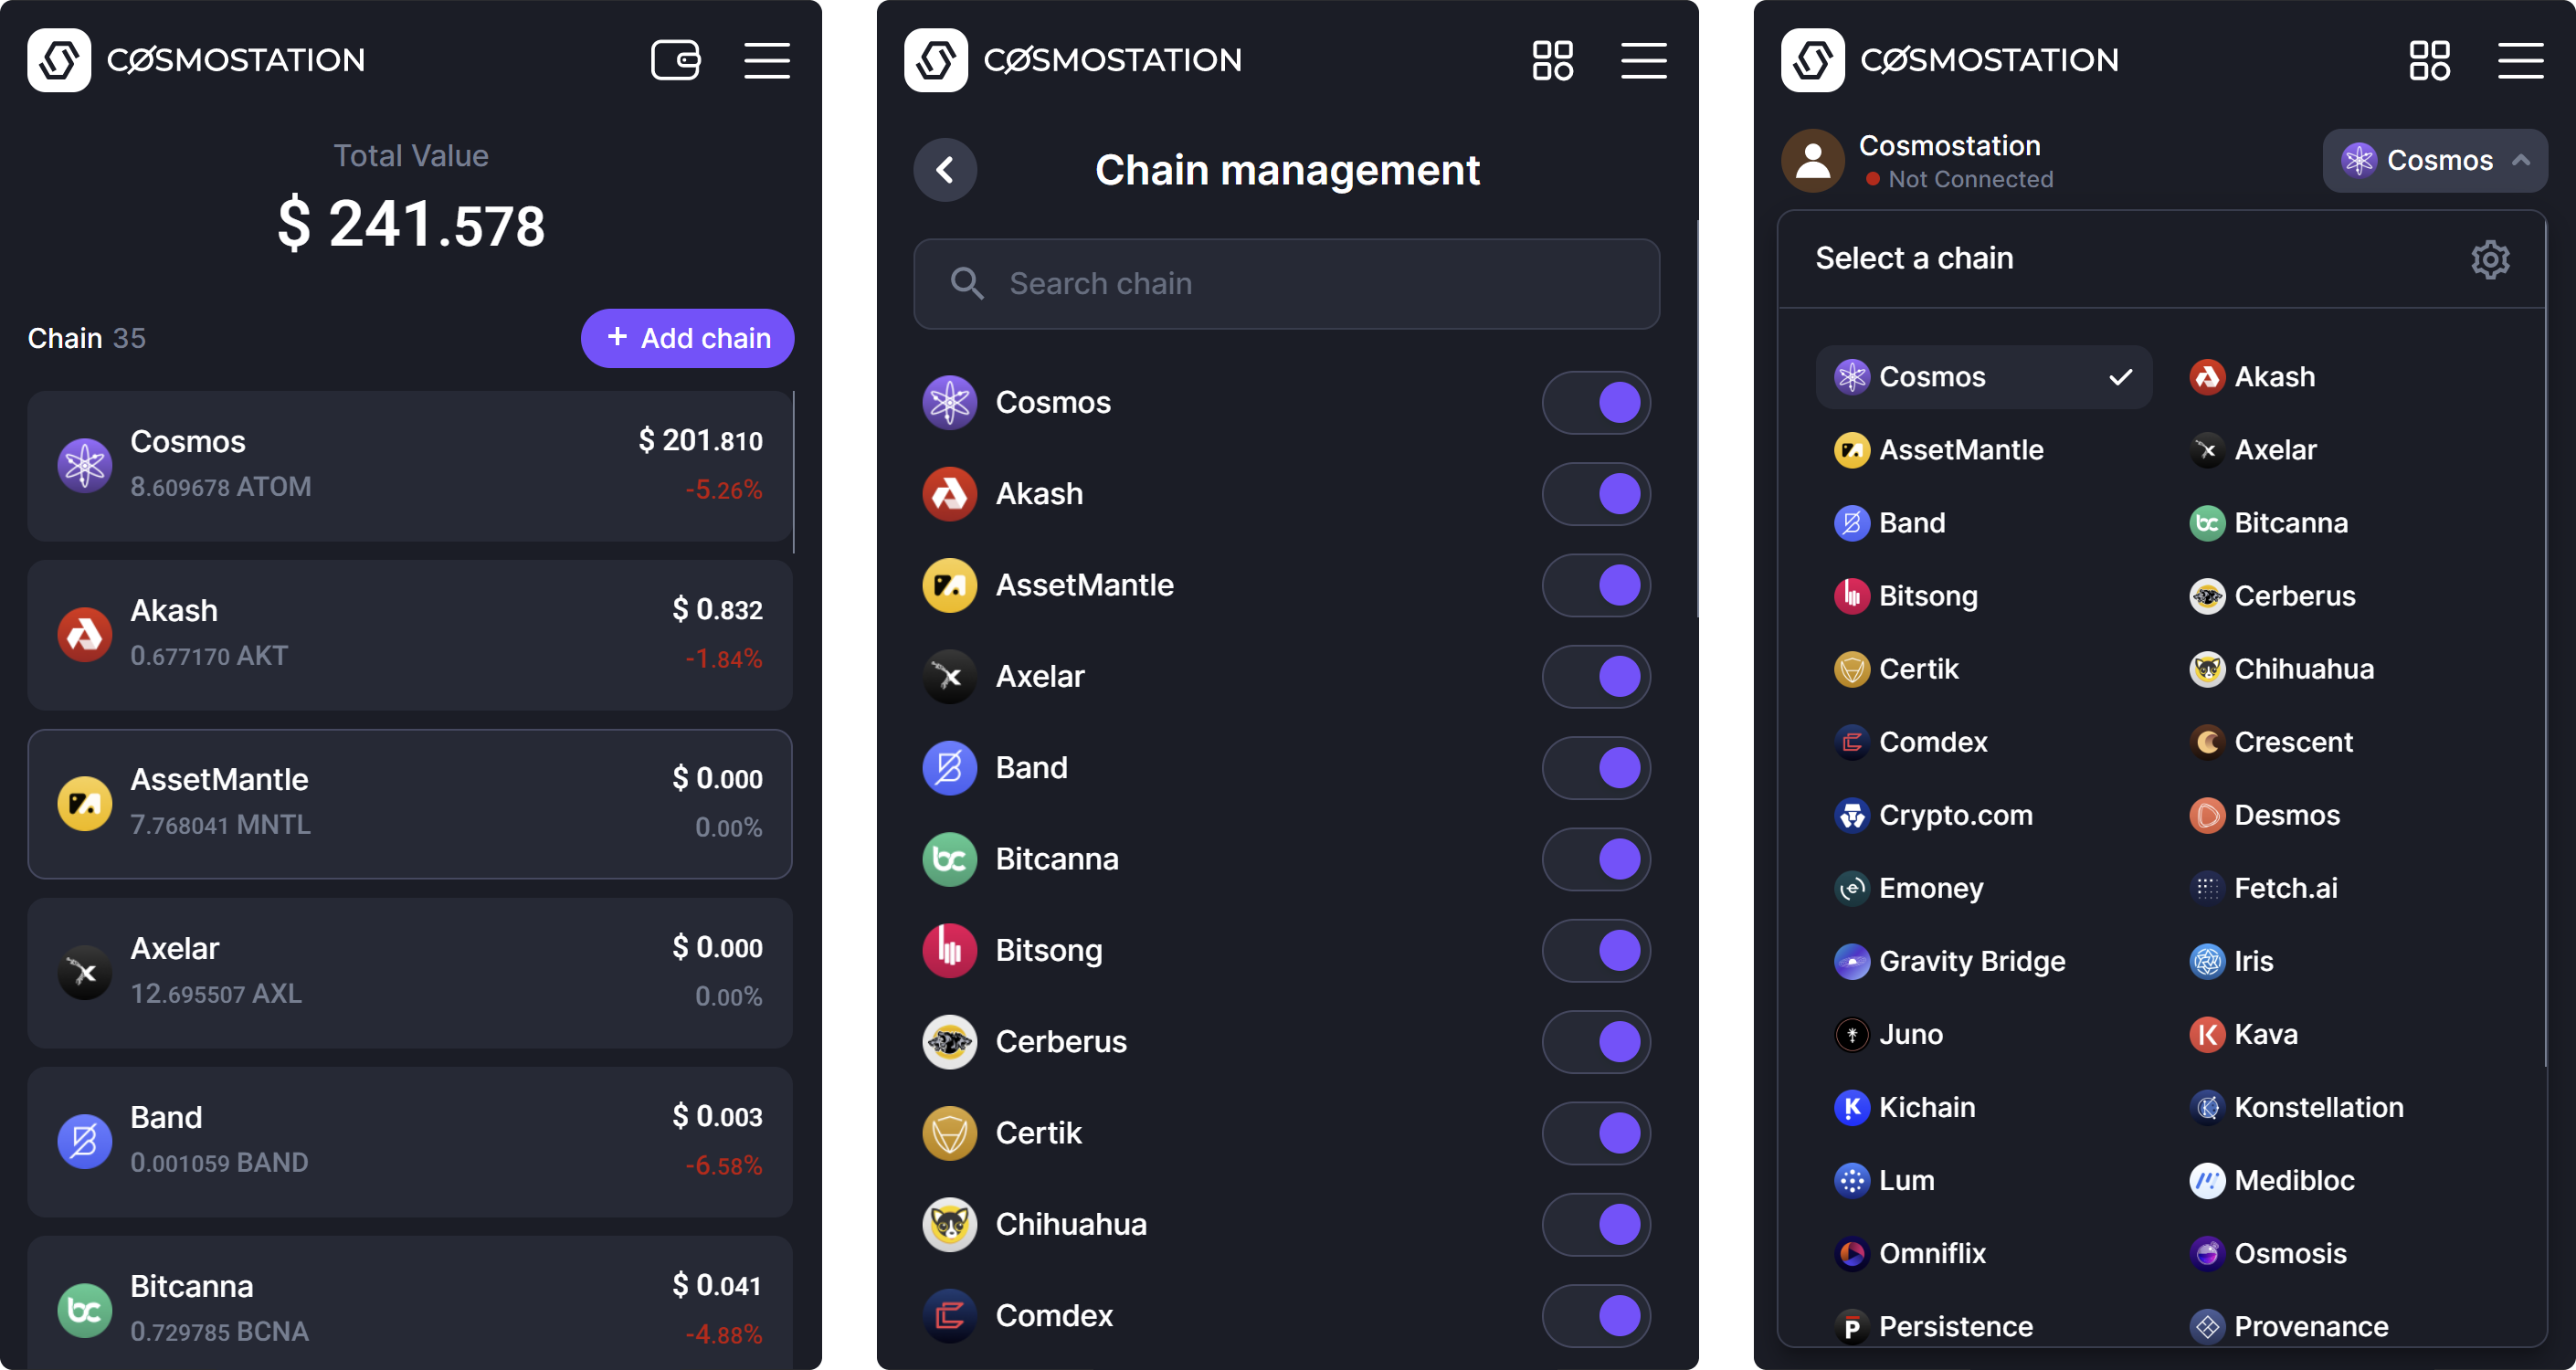 CØSMOSTATION
Total Value
$ 241.578
Chain 35
+ Add chain
Cosmos
$ 201.810
8.609678 ATOM
-5.26%
Akash
$ 0.832
0.677170 AKT
-1.84%
AssetMantle
$ 0.000
7.768041 MNTL
0.00%
Axelar
$ 0.000
12.695507 AXL
0.00%
Band
$ 0.003
0.001059 BAND
-6.58%
Bitcanna
$ 0.041
0.729785 BCNA
-4.88%
CØSMOSTATION
Chain management
Search chain
Cosmos
Akash
AssetMantle
Axelar
Band
Bitcanna
Bitsong
Cerberus
Certik
Chihuahua
Comdex
CØSMOSTATION
Cosmostation
Not Connected
Cosmos
Select a chain
Cosmos
Akash
AssetMantle
Axelar
Band
Bitcanna
Bitsong
Cerberus
Certik
Chihuahua
Comdex
Crescent
Crypto.com
Desmos
Emoney
Fetch.ai
Gravity Bridge
Iris
Juno
Kava
Kichain
Konstellation
Lum
Medibloc
Omniflix
Osmosis
Persistence
Provenance